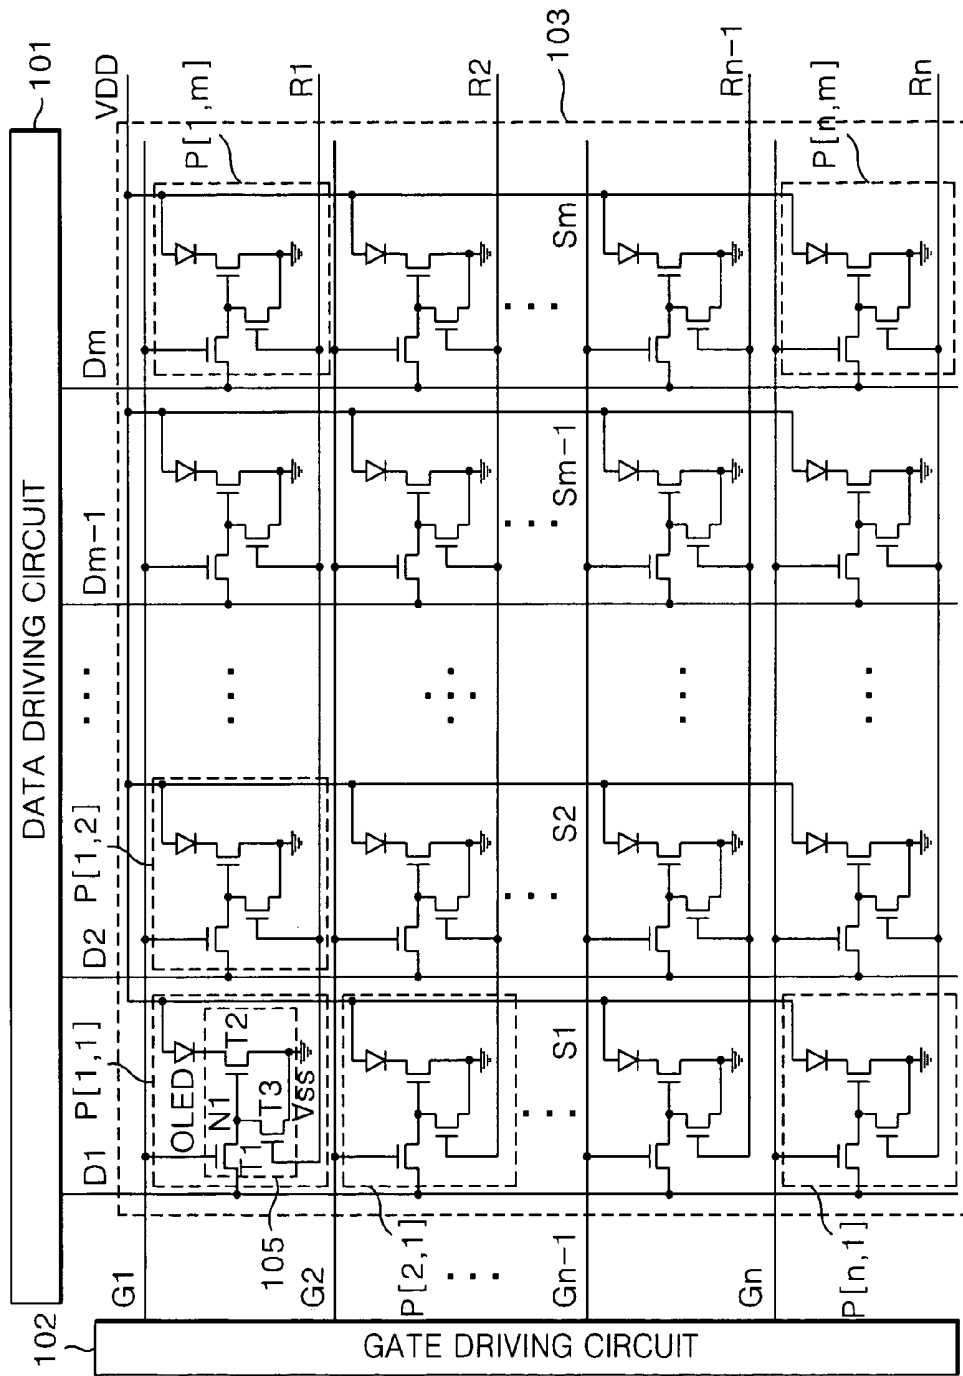 101
DATA DRIVING CIRCUIT
102
D1
P[1,1]
D2
P[1,2]
...
Dm-1
Dm
P[1,m]
VDD
G1
OLED
N1
T1
T2
T3
VSS
105
R1
G2
P[2,1]
R2
...
...
...
...
...
...
S1
S2
Sm-1
Sm
103
Gn-1
Rn-1
Gn
P[n,1]
P[n,m]
Rn
GATE DRIVING CIRCUIT